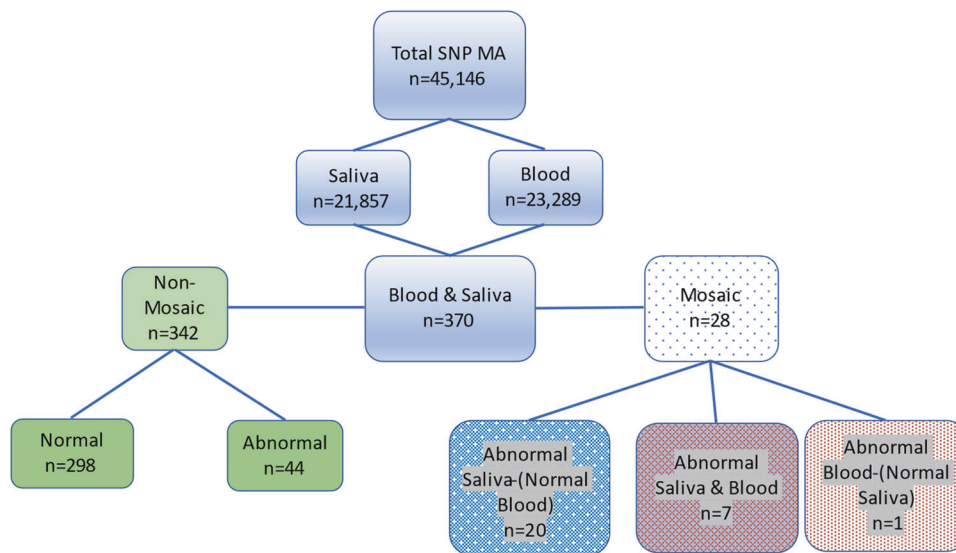 Total SNP MA
n=45,146
Saliva
n=21,857
Blood
n=23,289
Non-
Mosaic
n=342
Blood & Saliva
n=370
Mosaic
n=28
Normal
n=298
Abnormal
n=44
Abnormal
Saliva-(Normal
Blood)
n=20
Abnormal
Saliva & Blood
n=7
Abnormal
Blood-(Normal
Saliva)
n=1